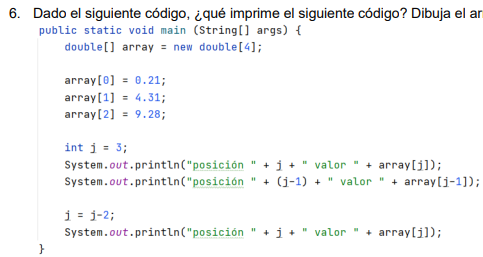 6. Dado el siguiente código, ¿qué imprime el siguiente código? Dibuja el
public static void main (String[] args) {
double[] array = new double[4];
array[0] = 0.21;
array[1] = 4.31;
array[2] = 9.28;
int j = 3;
System.out.println("posición " + j + " valor " + array[j]);
System.out.println("posición " + (j-1) + " valor " + array[j-1]);
j = j-2;
System.out.println("posición " + j + " valor " + array[j]);
}